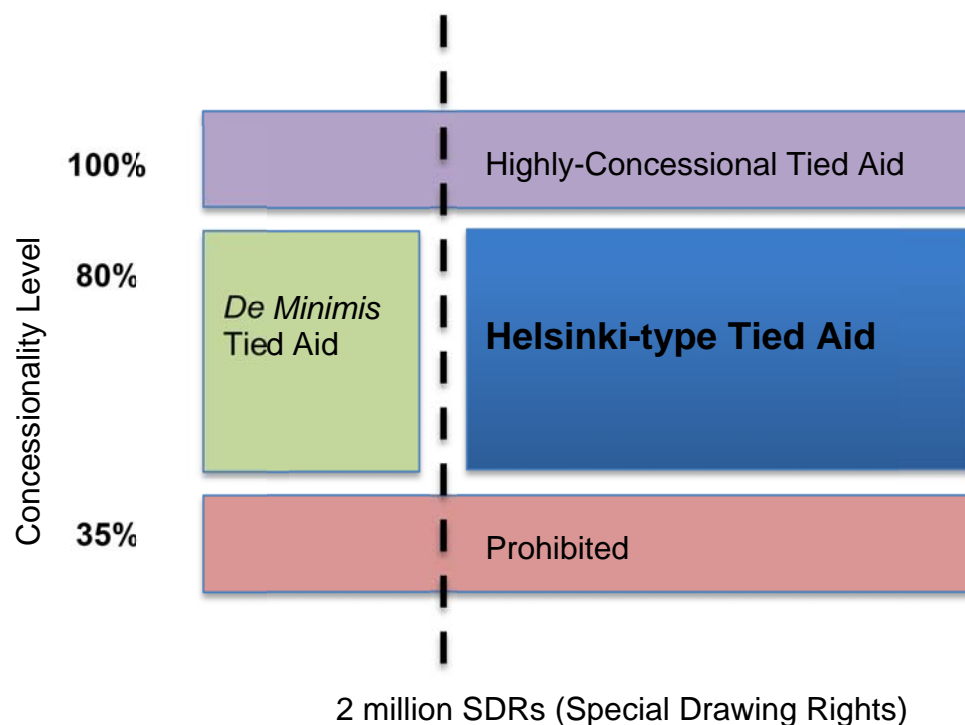 100%
Highly-Concessional Tied Aid
Concessionality Level
80%
De Minimis
Tied Aid
Helsinki-type Tied Aid
35%
Prohibited
2 million SDRs (Special Drawing Rights)